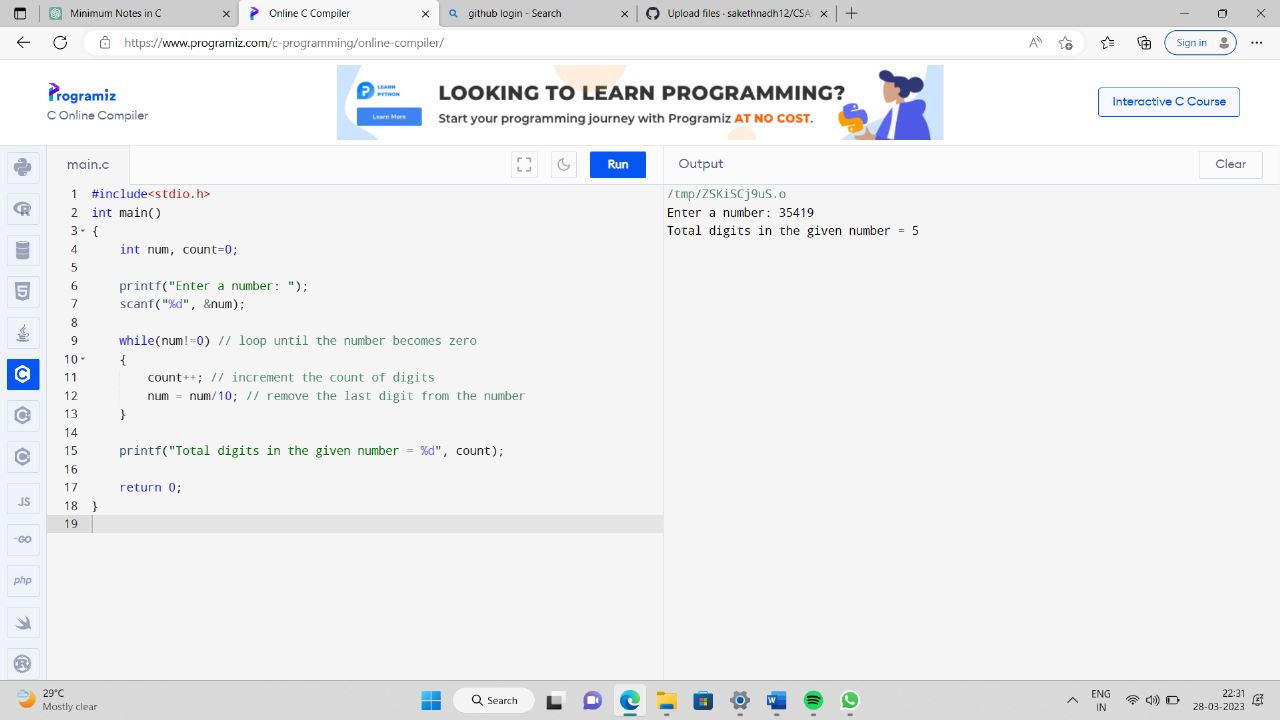 Minimum in C
Programiz C
github login - Search
Upload files - saketnadh12/CSA
https://www.programiz.com/c-programming/online-compiler/
Sign in
Programiz
C Online Compiler
LEARN
PYTHON
Learn More
LOOKING TO LEARN PROGRAMMING?
Start your programming journey with Programiz AT NO COST.
Interactive C Course
main.c
Run
Output
Clear
1 #include<stdio.h>
2 int main()
3 {
4 int num, count=0;
5
6 printf("Enter a number: ");
7 scanf("%d", &num);
8
9 while(num!=0) // loop until the number becomes zero
10 {
11 count++; // increment the count of digits
12 num = num/10; // remove the last digit from the number
13 }
14
15 printf("Total digits in the given number = %d", count);
16
17 return 0;
18 }
19
/tmp/ZSKiSCj9uS.o
Enter a number: 35419
Total digits in the given number = 5
JS
GO
php
29°C
Mostly clear
Search
ENG
IN
22:31
28-03-2023